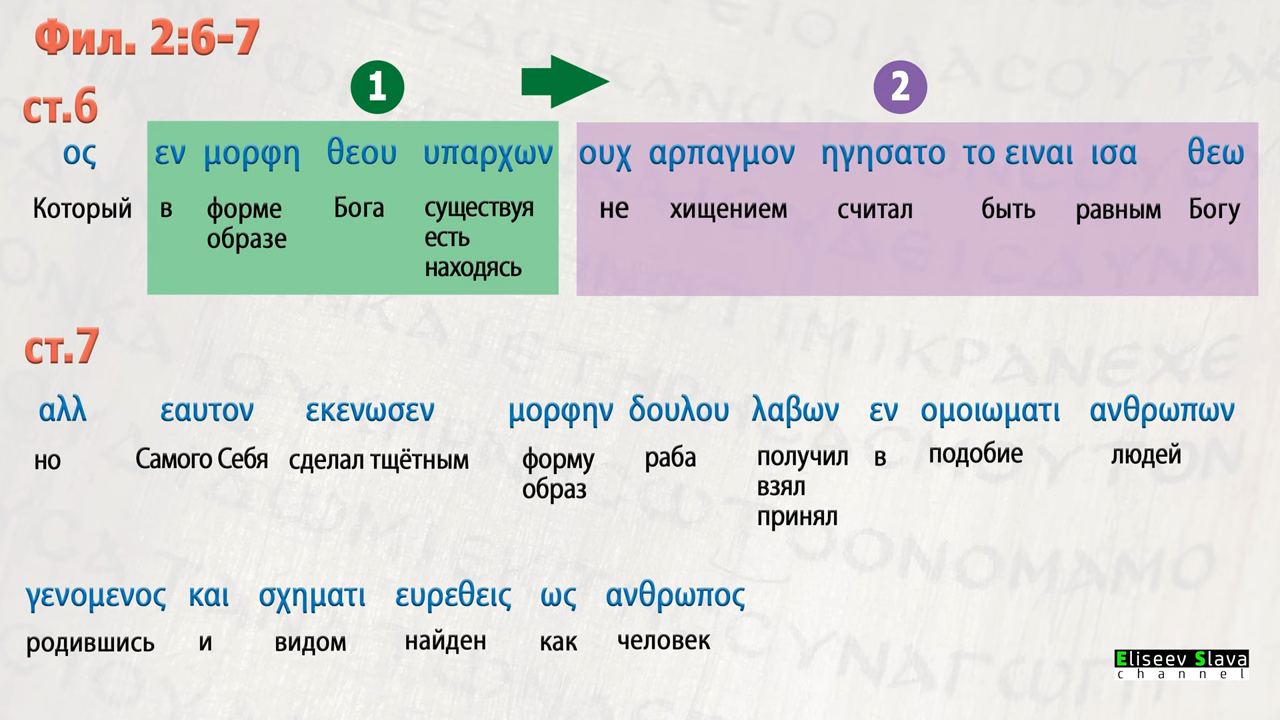 Фил. 2:6-7
1 2
ст.6
ος εν μορφη θεου υπαρχων ουχ αρπαγμον ηγησατο το ειναι ισα θεω
Который в форме Бога существуя не хищением считал быть равным Богу
образе есть
находясь
ст.7
αλλ εαυτον εκενωσεν μορφην δουλου λαβων εν ομοιωματι ανθρωπων
но Самого Себя сделал тщётным форму раба получил в подобие людей
образ взял
принял
γενομενος και σχηματι ευρεθεις ως ανθρωπος
родившись и видом найден как человек
Eliseev Slava
channel